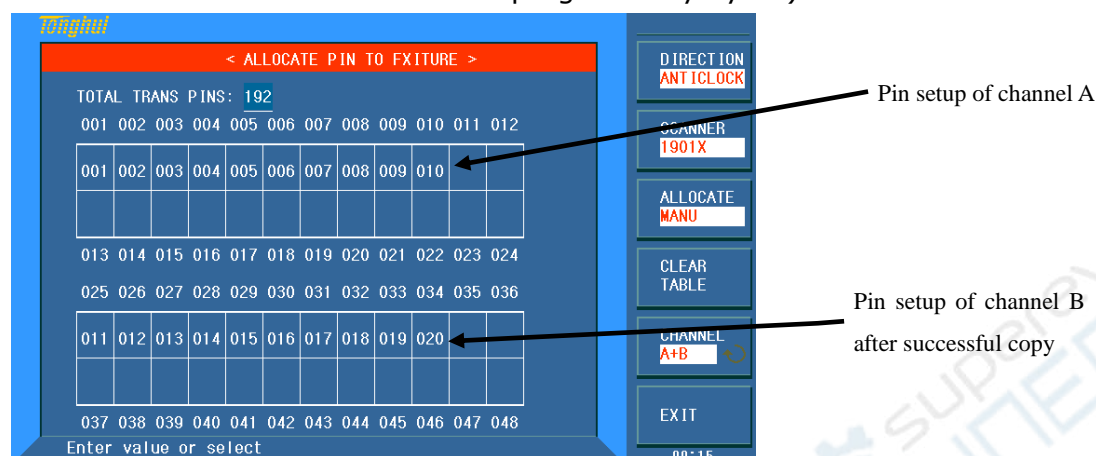 Tonghui
< ALLOCATE PIN TO FXITURE >
TOTAL TRANS PINS: 192
001 002 003 004 005 006 007 008 009 010 011 012
001 002 003 004 005 006 007 008 009 010
013 014 015 016 017 018 019 020 021 022 023 024
025 026 027 028 029 030 031 032 033 034 035 036
011 012 013 014 015 016 017 018 019 020
037 038 039 040 041 042 043 044 045 046 047 048
Enter value or select
DIRECTION
ANTICLOCK
SCANNER
1901X
ALLOCATE
MANU
CLEAR
TABLE
CHANNEL
A+B
EXIT
Pin setup of channel A
Pin setup of channel B
after successful copy